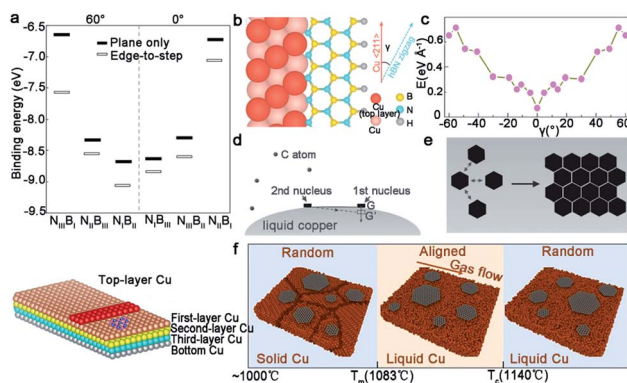 a
60°
0°
-6.5
-7.0
-7.5
-8.0
-8.5
-9.0
-9.5
Binding energy (eV)
Plane only
Edge-to-step
NIIIBI
NIIBIII
NIBII
NIBIII
NIIIBII
NIIBI
b
Cu <211>
γ
hBN zigzag
Cu
(top layer)
Cu
B
N
H
c
E(eV Å⁻¹)
-60 -40 -20 0 20 40 60
γ(°)
d
C atom
2nd nucleus
1st nucleus
G
G'
liquid copper
e
Top-layer Cu
First-layer Cu
Second-layer Cu
Third-layer Cu
Bottom Cu
f
Random
Aligned
Random
Gas flow
Solid Cu
Liquid Cu
Liquid Cu
~1000℃
Tm(1083℃)
(1140℃)